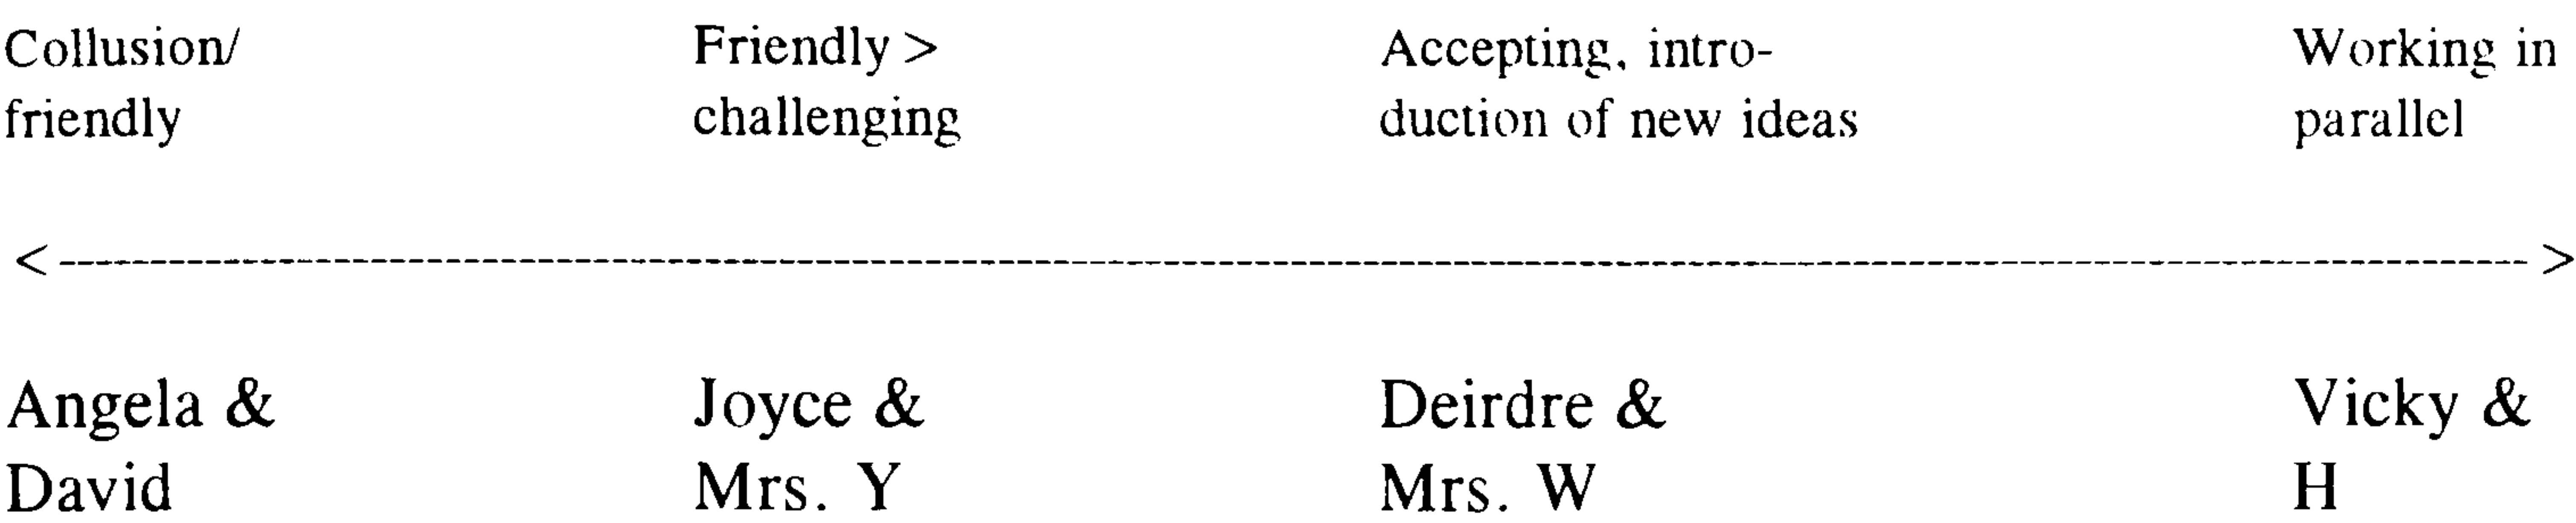 Collusion/
friendly
Friendly >
challenging
Accepting, intro-
duction of new ideas
Working in
parallel
<-------------------------------------------------------------------------------------------------->
Angela &
David
Joyce &
Mrs. Y
Deirdre &
Mrs. W
Vicky &
H